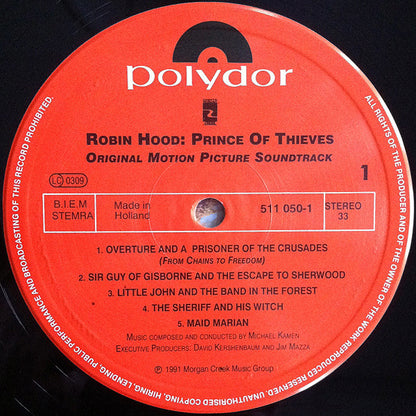 polydor
ROBIN HOOD: PRINCE OF THIEVES
ORIGINAL MOTION PICTURE SOUNDTRACK
1
LC 0309
B.I.E.M
STEMRA
Made in
Holland
511 050-1
STEREO
33
1. OVERTURE AND A PRISONER OF THE CRUSADES
(FROM CHAINS TO FREEDOM)
2. SIR GUY OF GISBORNE AND THE ESCAPE TO SHERWOOD
3. LITTLE JOHN AND THE BAND IN THE FOREST
4. THE SHERIFF AND HIS WITCH
5. MAID MARIAN
MUSIC COMPOSED AND CONDUCTED BY MICHAEL KAMEN
EXECUTIVE PRODUCERS: DAVID KERSHENBAUM AND JIM MAZZA
℗ 1991 Morgan Creek Music Group
ALL RIGHTS OF THE PRODUCER AND OF THE OWNER OF THE WORK REPRODUCED RESERVED. UNAUTHORISED COPYING, HIRING, LENDING, PUBLIC PERFORMANCE AND BROADCASTING OF THIS RECORD PROHIBITED.